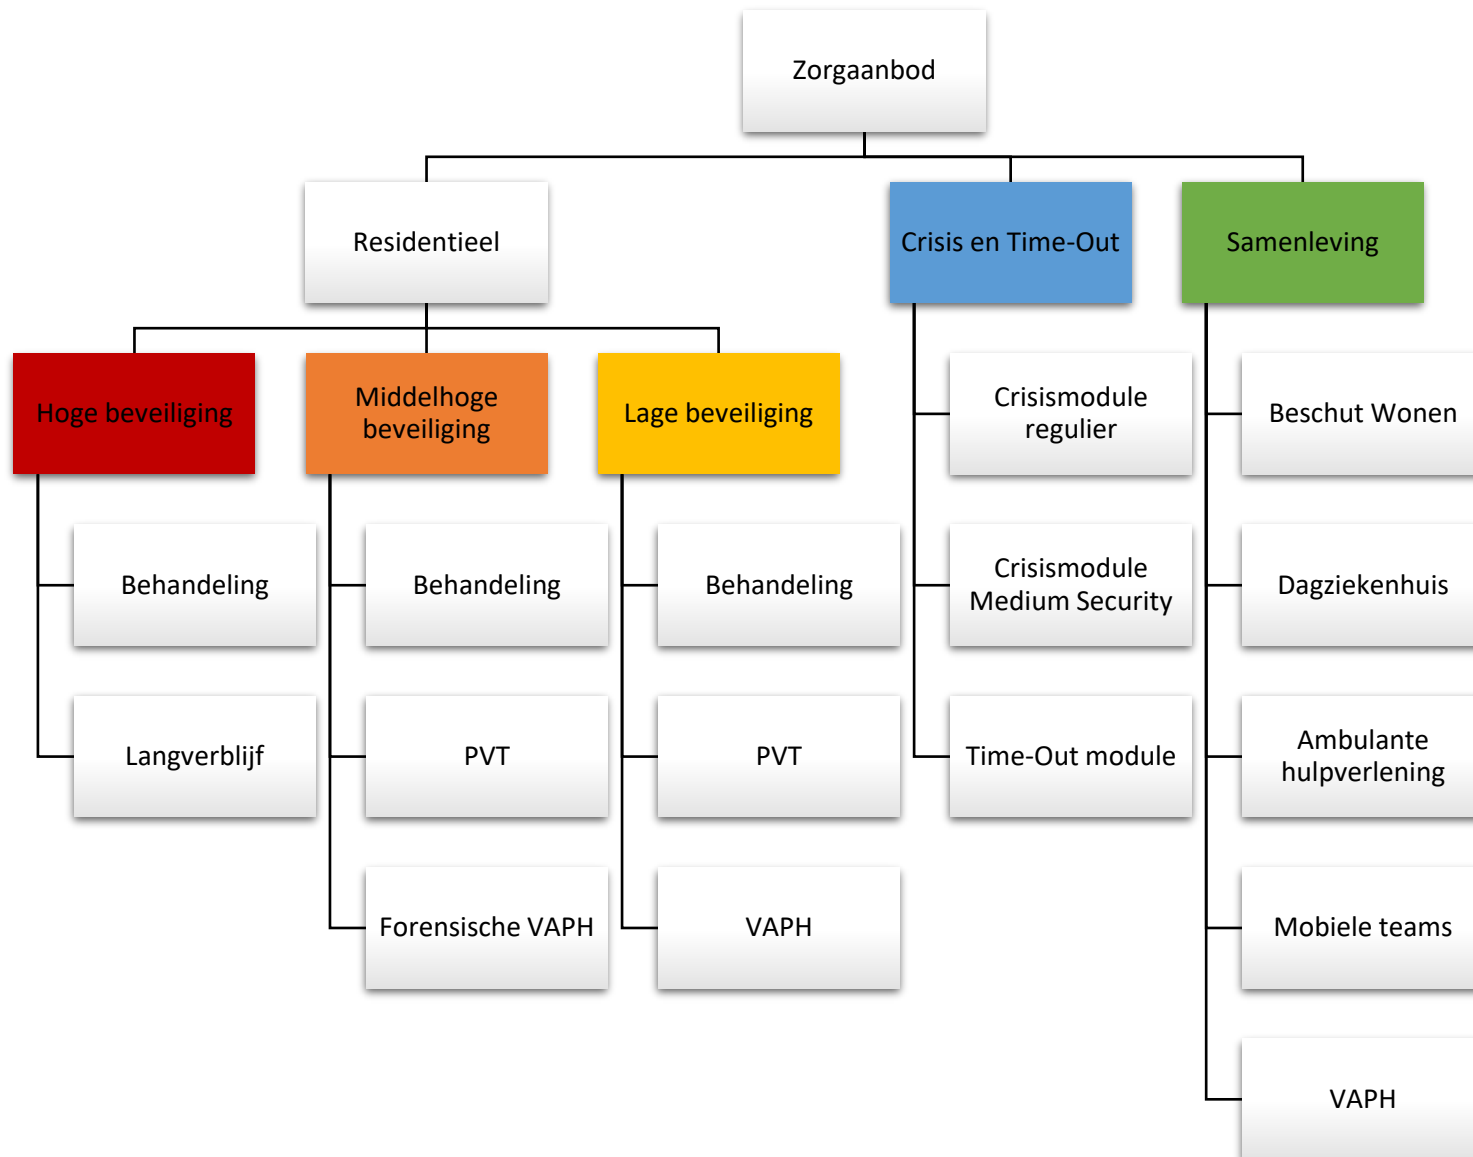 Zorgaanbod
Residentieel
Crisis en Time-Out
Samenleving
Hoge beveiliging
Middelhoge
beveiliging
Lage beveiliging
Crisismodule
regulier
Beschut Wonen
Behandeling
Behandeling
Behandeling
Crisismodule
Medium Security
Dagziekenhuis
Langverblijf
PVT
PVT
Time-Out module
Ambulante
hulpverlening
Forensische VAPH
VAPH
Mobiele teams
VAPH